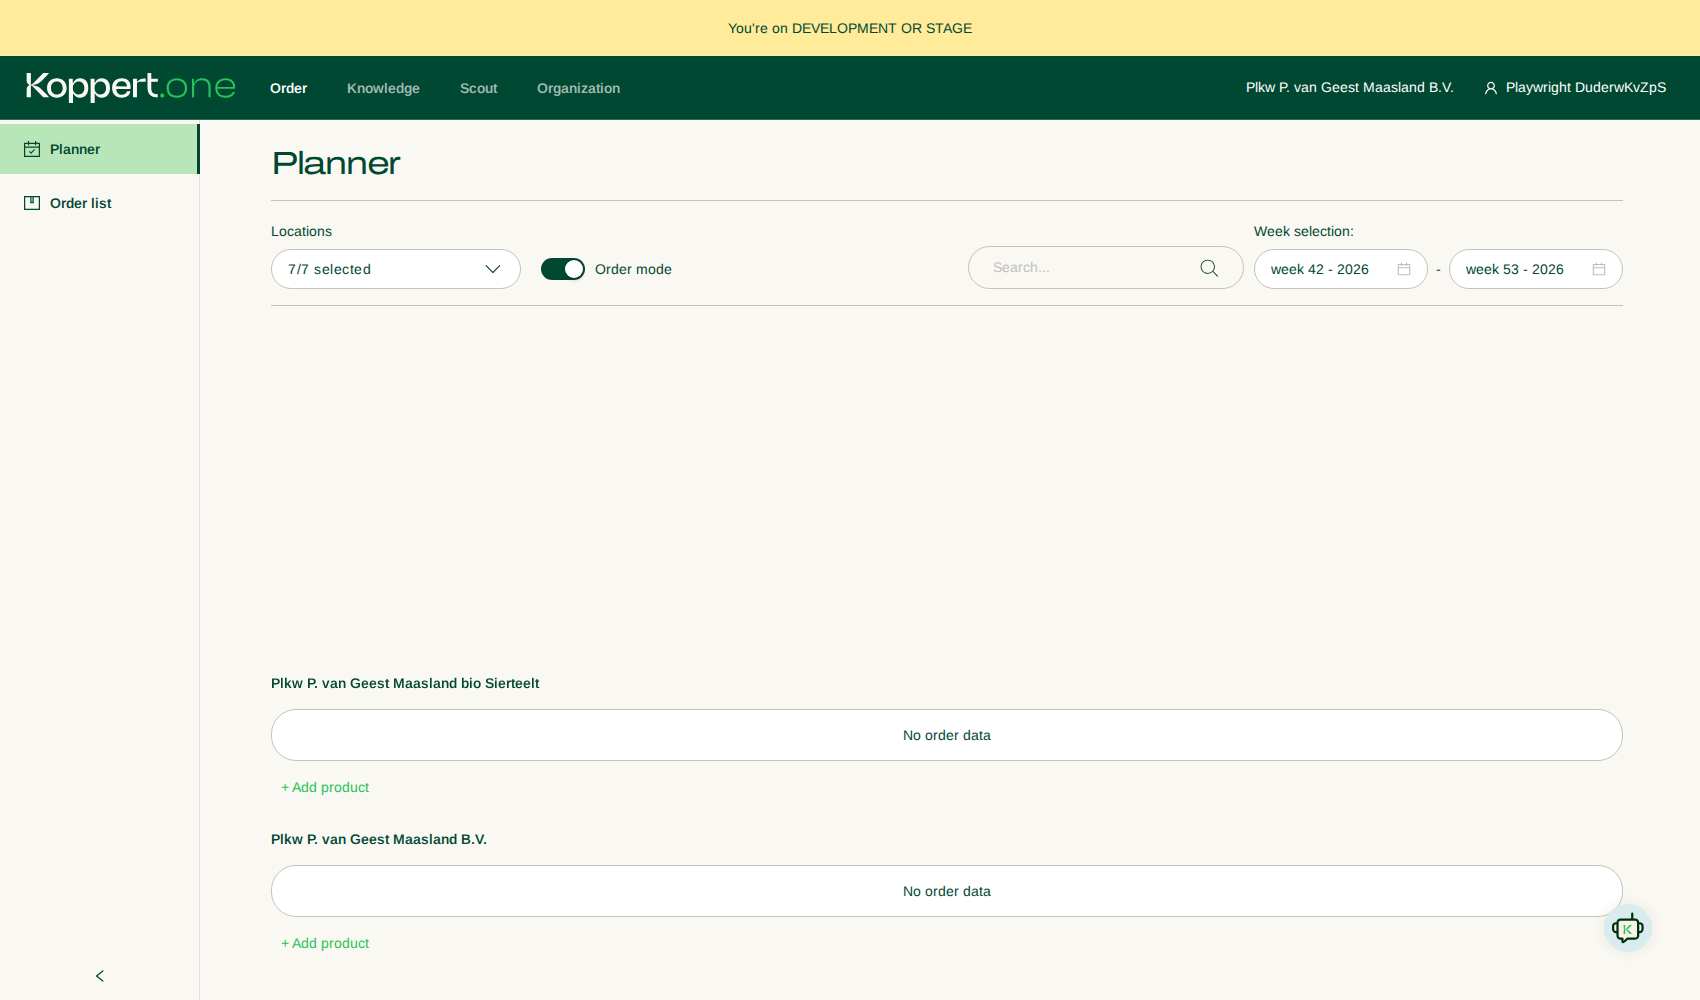 You're on DEVELOPMENT OR STAGE
Koppert.one
Order
Knowledge
Scout
Organization
Plkw P. van Geest Maasland B.V.
Playwright DuderwKvZpS
Planner
Order list
Planner
Locations
7/7 selected
Order mode
Search...
Week selection:
week 42 - 2026 - week 53 - 2026
Plkw P. van Geest Maasland bio Sierteelt
No order data
+ Add product
Plkw P. van Geest Maasland B.V.
No order data
+ Add product
K